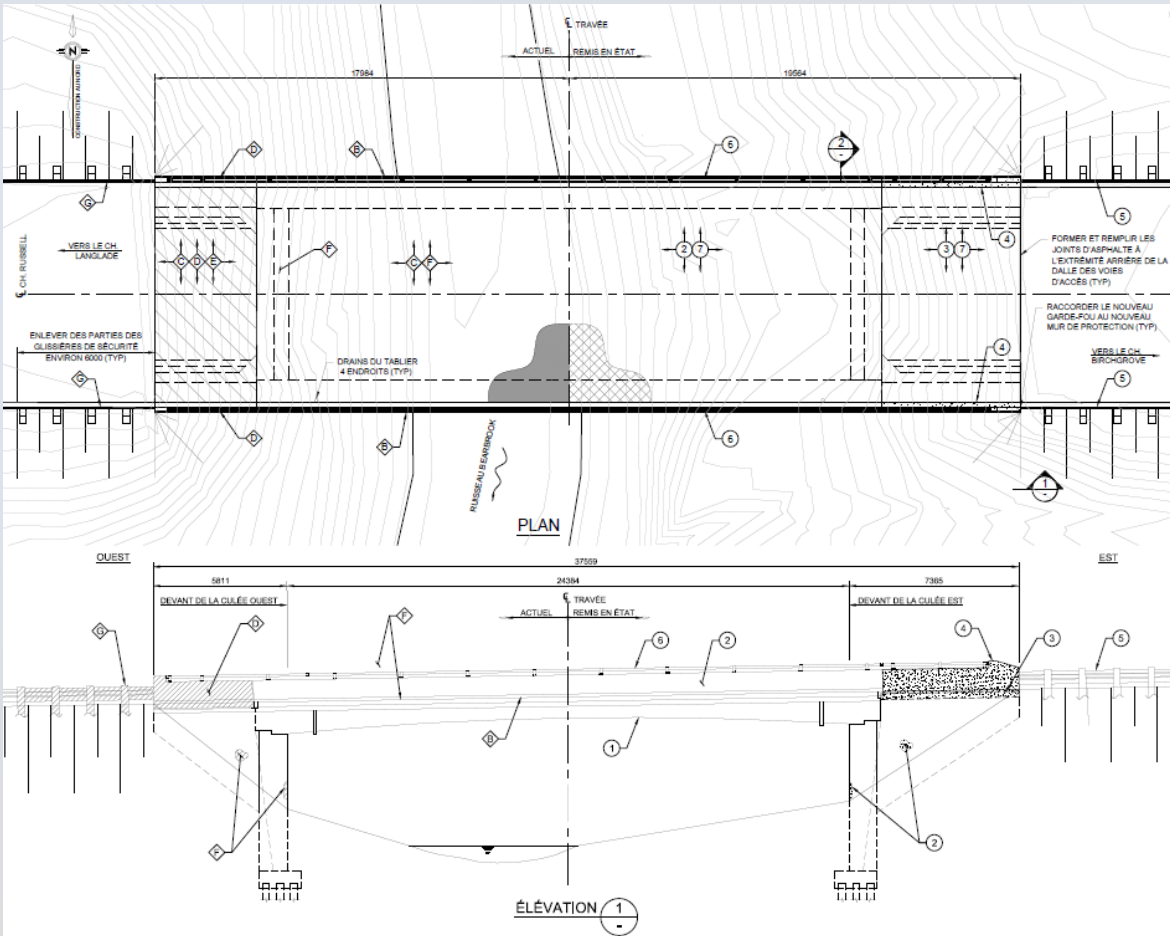 ℄ TRAVÉE
ACTUEL
REMIS EN ÉTAT
N
CONSTRUCTION AU NORD
17984
19564
D
B
6
2
-
G
5
4
℄ CH. RUSSELL
VERS LE CH.
LANGLADE
C D E
F
C F
2 7
3 7
FORMER ET REMPLIR LES
JOINTS D'ASPHALTE À
L'EXTRÉMITÉ ARRIÈRE DE LA
DALLE DES VOIES
D'ACCÈS (TYP)
RACCORDER LE NOUVEAU
GARDE-FOU AU NOUVEAU
MUR DE PROTECTION (TYP)
ENLEVER DES PARTIES DES
GLISSIÈRES DE SÉCURITÉ
ENVIRON 6000 (TYP)
DRAINS DU TABLIER
4 ENDROITS (TYP)
VERS LE CH.
BIRCHGROVE
4
G
5
D
B
6
RUISSEAU BEARBROOK
1
-
PLAN
OUEST
EST
37559
5811
24384
7365
DEVANT DE LA CULÉE OUEST
℄ TRAVÉE
DEVANT DE LA CULÉE EST
ACTUEL
REMIS EN ÉTAT
G
D
F
6
2
4
3
5
B
1
F
2
ÉLÉVATION
1
-